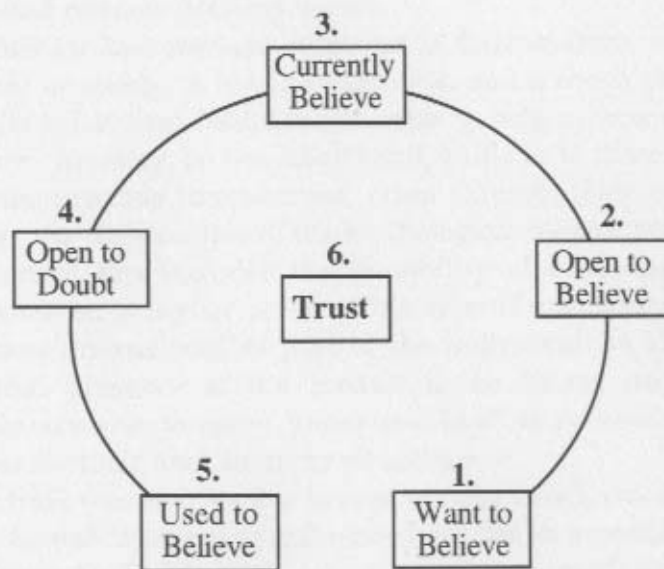 3.
Currently
Believe
4.
Open to
Doubt
6.
Trust
2.
Open to
Believe
5.
Used to
Believe
1.
Want to
Believe